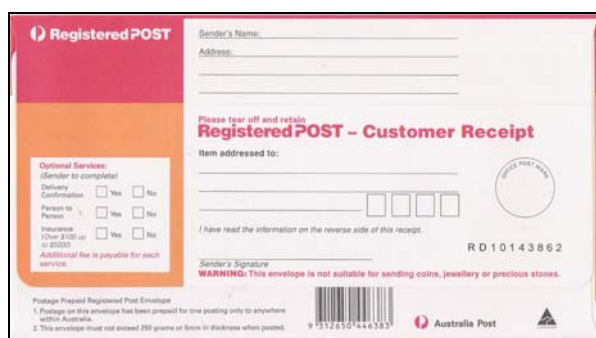 Registered POST
Sender's Name:
Address:
Please tear off and retain
Registered POST – Customer Receipt
Item addressed to:
OFFICE POST MARK
Optional Services:
(Sender to complete)
Delivery Confirmation Yes No
Person to Person Yes No
Insurance (Over $100 up to $5000) Yes No
Additional fee is payable for each service.
I have read the information on the reverse side of this receipt.
RD10143862
Sender's Signature
WARNING: This envelope is not suitable for sending coins, jewellery or precious stones.
Postage Prepaid Registered Post Envelope
1. Postage on this envelope has been prepaid for one posting only to anywhere
within Australia.
2. This envelope must not exceed 250 grams or 5mm in thickness when posted.
9 312650 446383
Australia Post